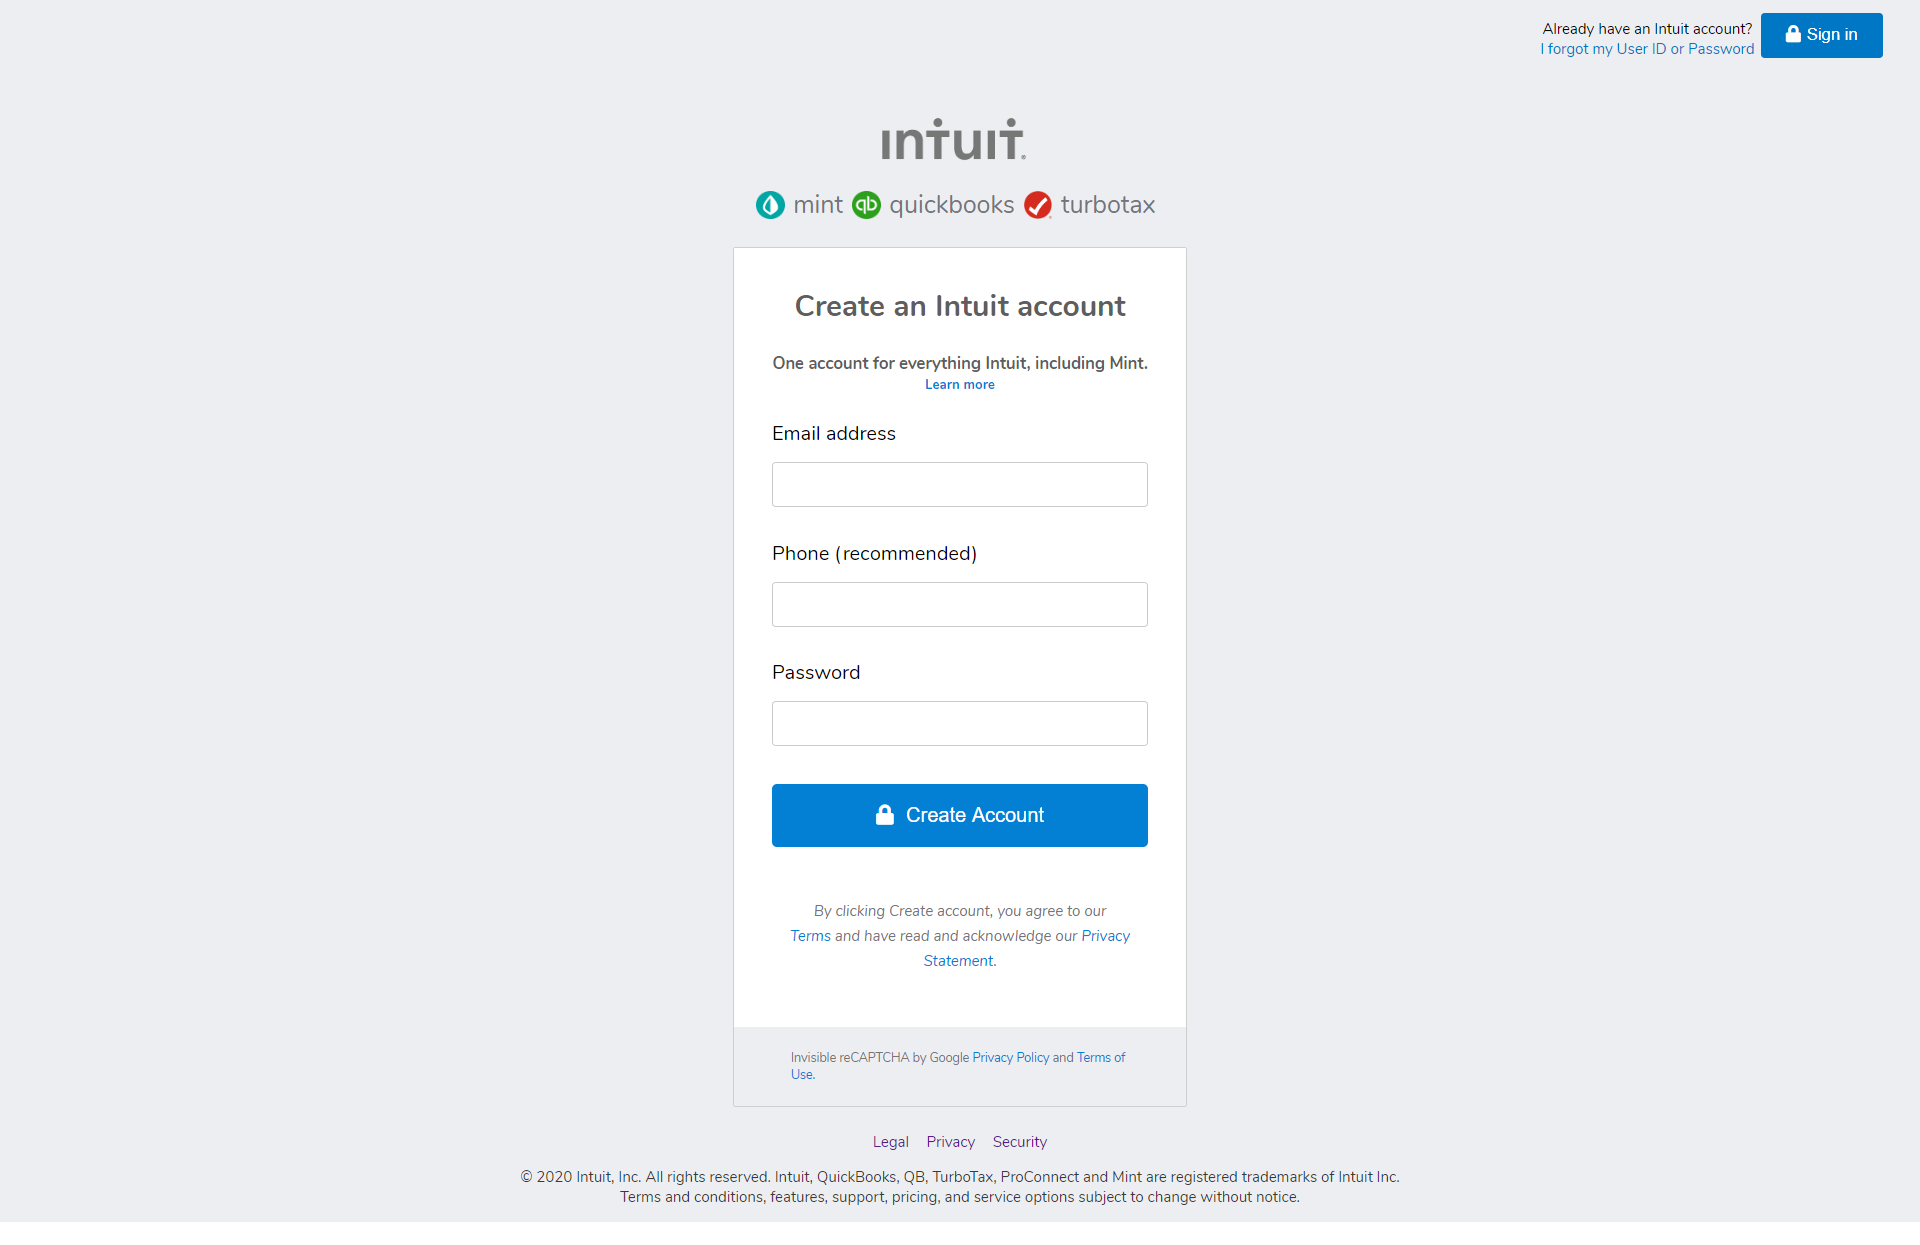 Already have an Intuit account?
I forgot my User ID or Password
Sign in
intuit.
mint quickbooks turbotax
Create an Intuit account
One account for everything Intuit, including Mint.
Learn more
Email address
Phone (recommended)
Password
Create Account
By clicking Create account, you agree to our
Terms and have read and acknowledge our Privacy
Statement.
Invisible reCAPTCHA by Google Privacy Policy and Terms of
Use.
Legal Privacy Security
© 2020 Intuit, Inc. All rights reserved. Intuit, QuickBooks, QB, TurboTax, ProConnect and Mint are registered trademarks of Intuit Inc.
Terms and conditions, features, support, pricing, and service options subject to change without notice.